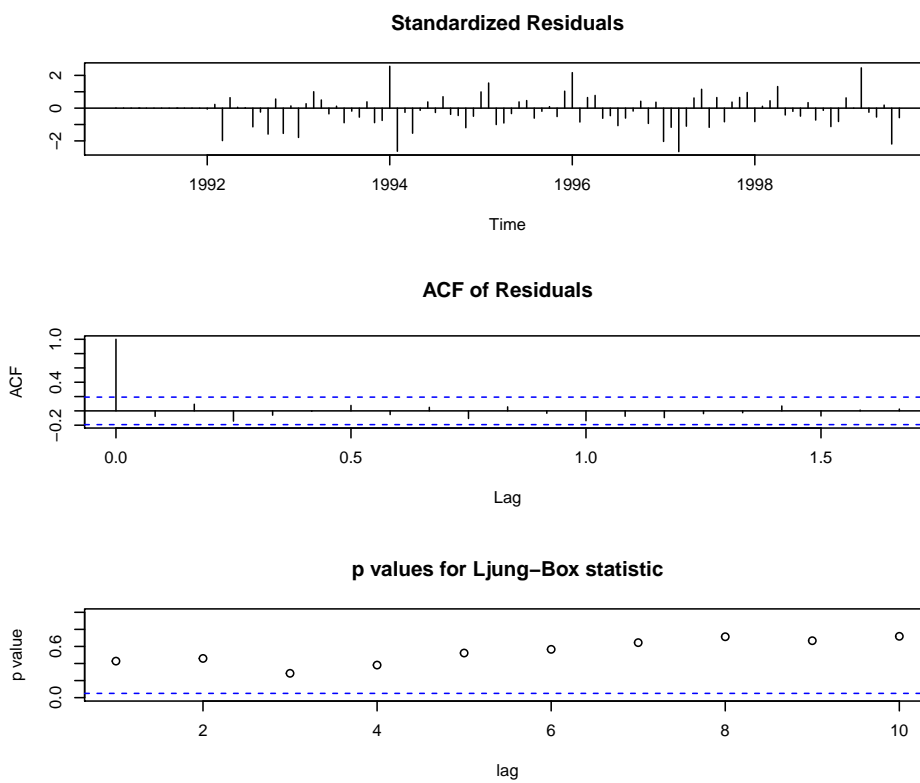 Standardized Residuals
2
0
−2
1992 1994 1996 1998
Time
ACF of Residuals
ACF
1.0
0.4
−0.2
0.0 0.5 1.0 1.5
Lag
p values for Ljung−Box statistic
p value
0.6
0.0
2 4 6 8 10
lag